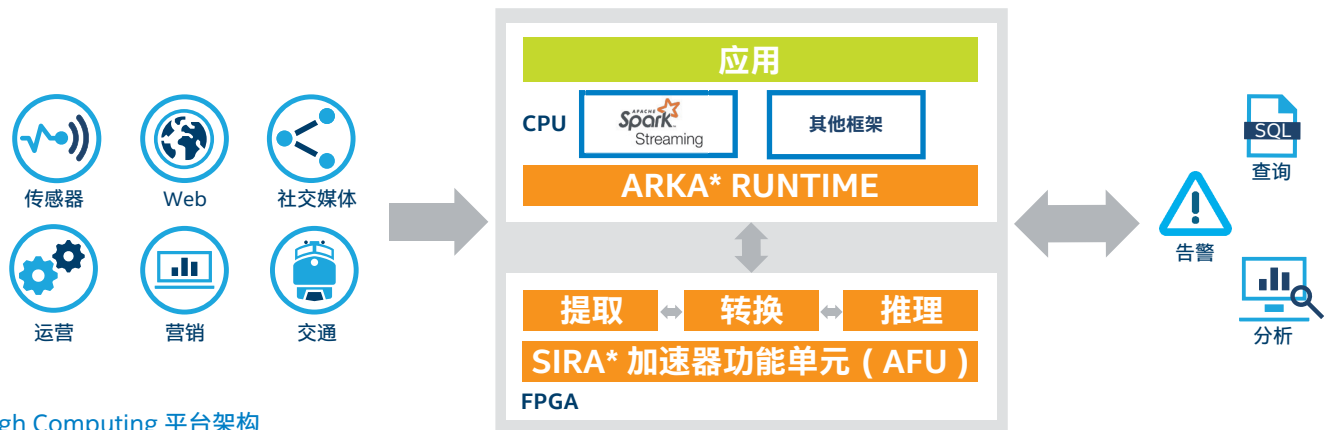 应用
CPU
APACHE
Spark
Streaming
其他框架
ARKA* RUNTIME
传感器
Web
社交媒体
运营
营销
交通
提取
转换
推理
SIRA* 加速器功能单元 ( AFU )
FPGA
SQL
查询
告警
分析
gh Computing 平台架构